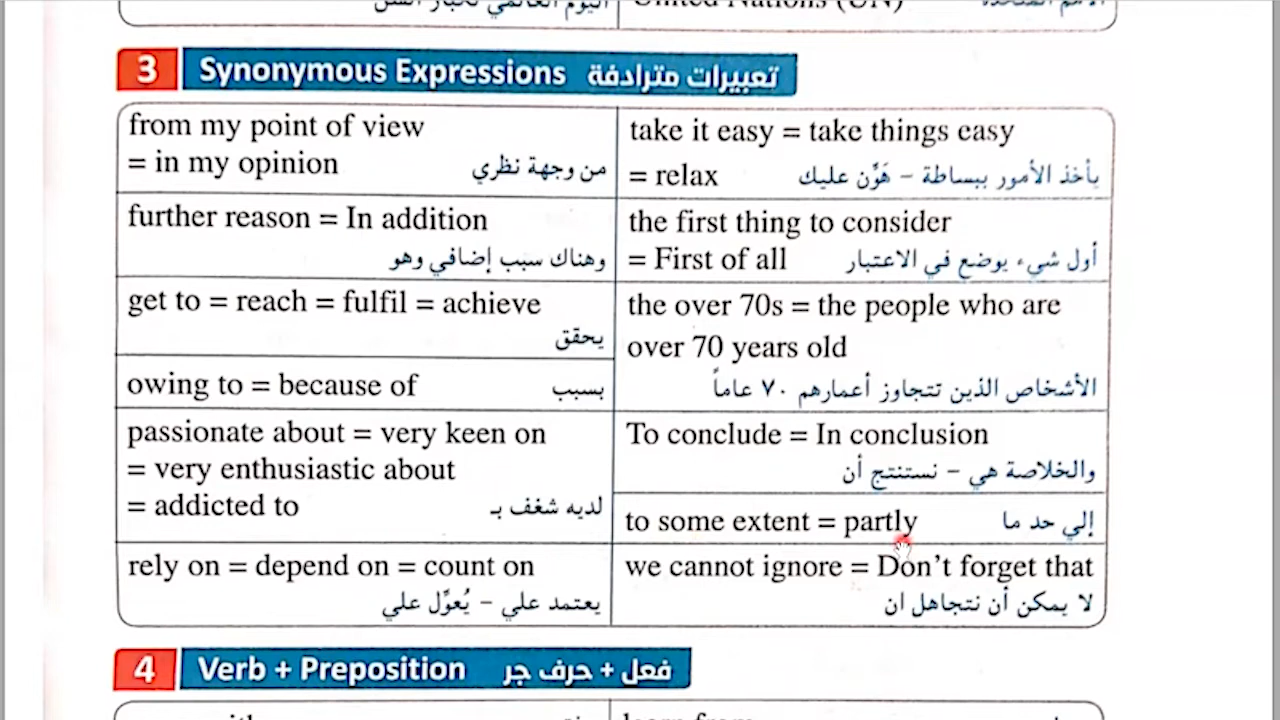 United Nations (UN)
3 Synonymous Expressions تعبيرات مترادفة
from my point of view
= in my opinion من وجهة نظري
take it easy = take things easy
= relax يأخذ الأمور ببساطة – هَوِّن عليك
further reason = In addition
وهناك سبب إضافي وهو
the first thing to consider
= First of all أول شيء يوضع في الاعتبار
get to = reach = fulfil = achieve
يحقق
the over 70s = the people who are
over 70 years old
الأشخاص الذين تتجاوز أعمارهم ٧٠ عاماً
owing to = because of بسبب
passionate about = very keen on
= very enthusiastic about
= addicted to لديه شغف بـ
To conclude = In conclusion
والخلاصة هي – نستنتج أن
to some extent = partly إلي حد ما
rely on = depend on = count on
يعتمد علي – يُعوِّل علي
we cannot ignore = Don't forget that
لا يمكن أن نتجاهل ان
4 Verb + Preposition فعل + حرف جر
learn from